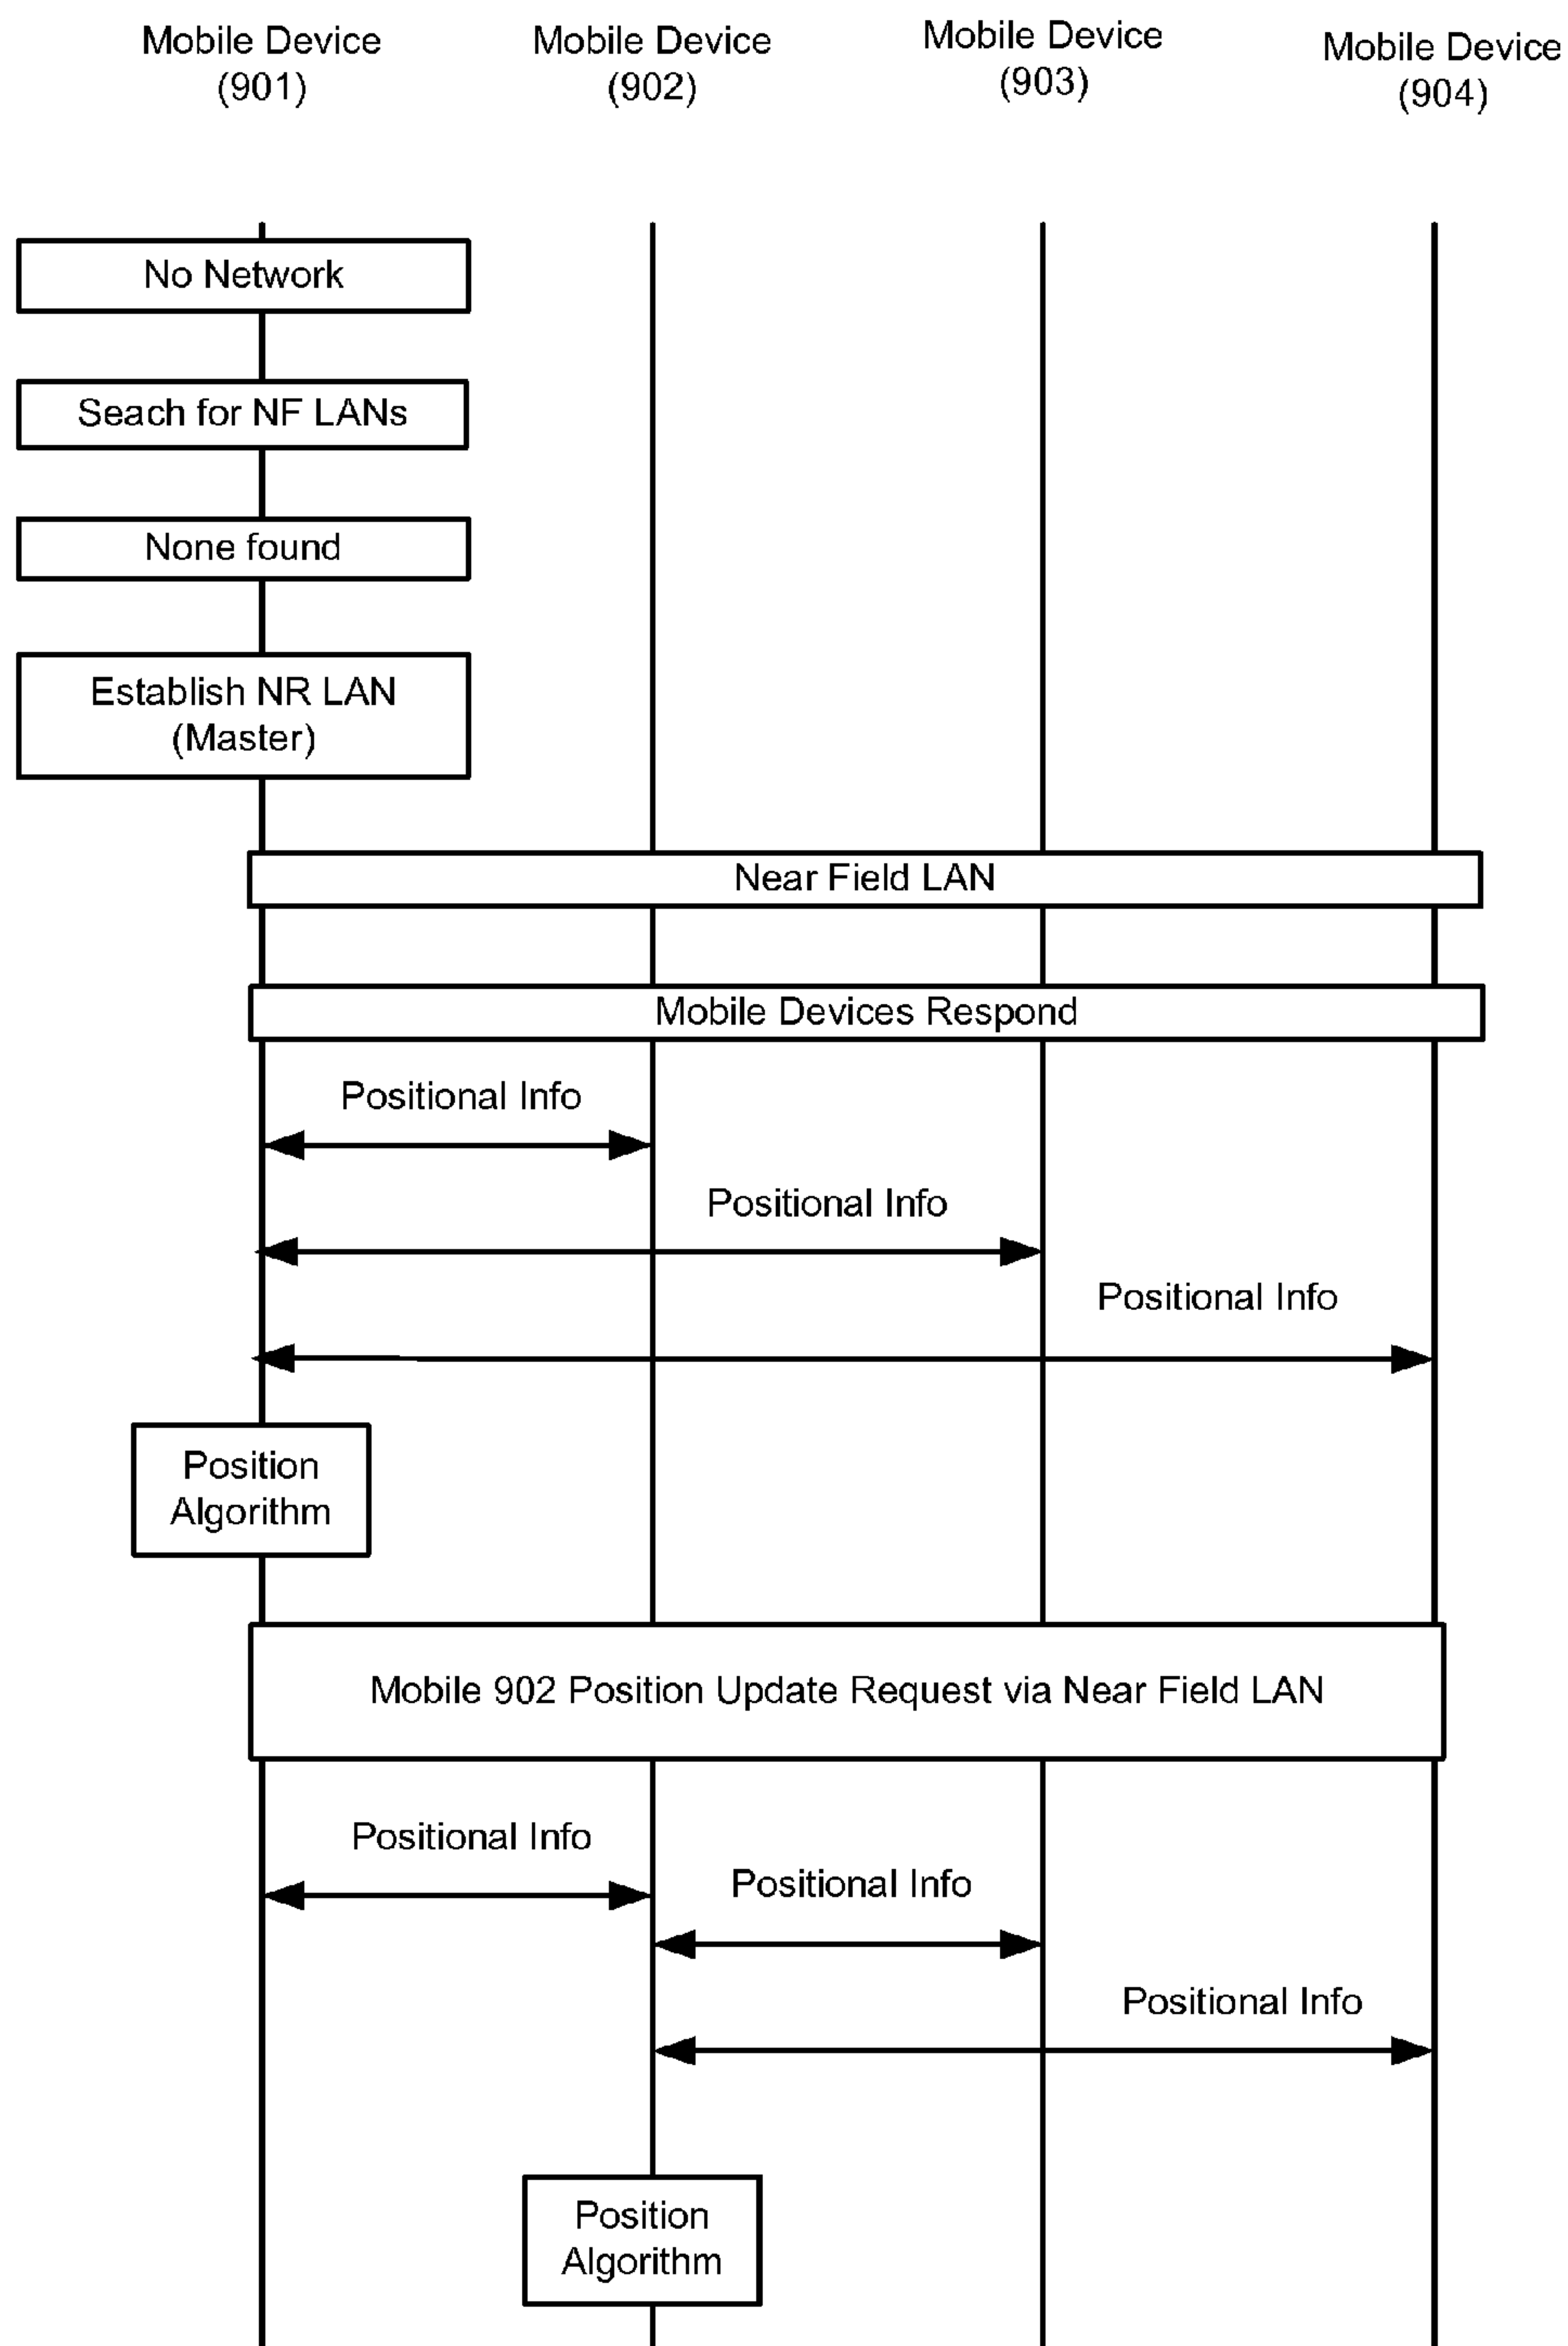 Mobile Device
(901)
Mobile Device
(902)
Mobile Device
(903)
Mobile Device
(904)
No Network
Seach for NF LANs
None found
Establish NR LAN
(Master)
Near Field LAN
Mobile Devices Respond
Positional Info
Positional Info
Positional Info
Position
Algorithm
Mobile 902 Position Update Request via Near Field LAN
Positional Info
Positional Info
Positional Info
Position
Algorithm